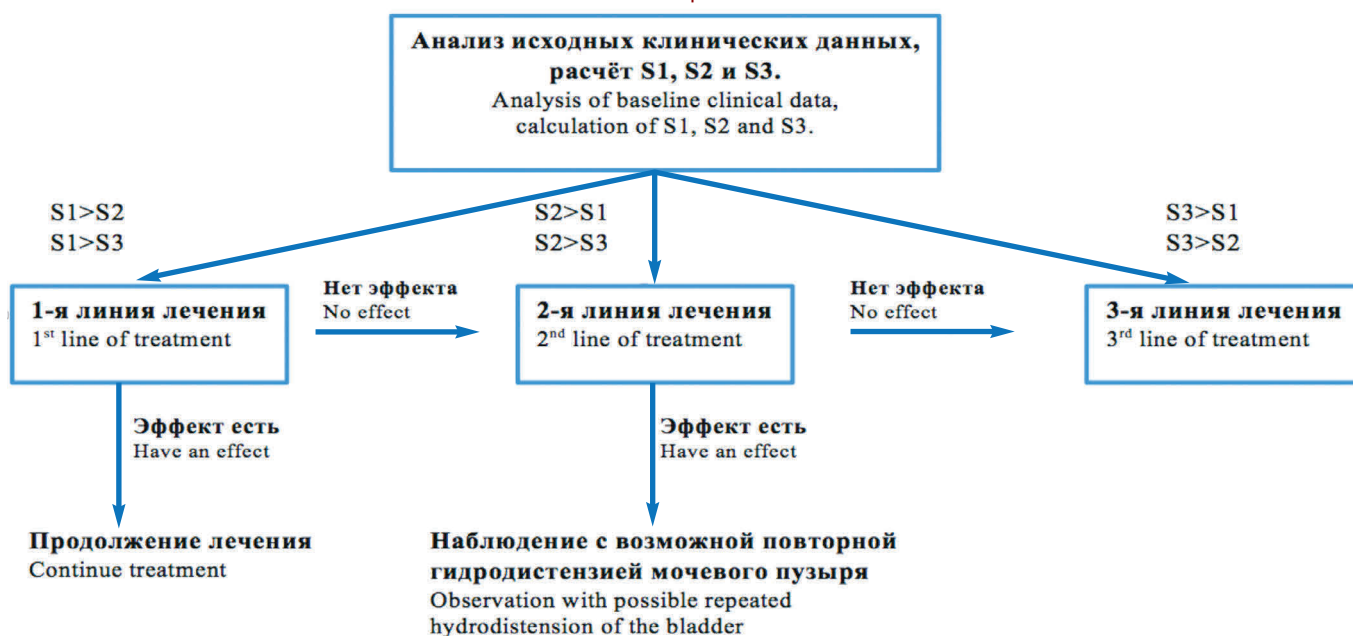 Анализ исходных клинических данных,
расчёт S1, S2 и S3.
Analysis of baseline clinical data,
calculation of S1, S2 and S3.
S1>S2
S1>S3
S2>S1
S2>S3
S3>S1
S3>S2
1-я линия лечения
1st line of treatment
Нет эффекта
No effect
2-я линия лечения
2nd line of treatment
Нет эффекта
No effect
3-я линия лечения
3rd line of treatment
Эффект есть
Have an effect
Эффект есть
Have an effect
Продолжение лечения
Continue treatment
Наблюдение с возможной повторной
гидродистензией мочевого пузыря
Observation with possible repeated
hydrodistension of the bladder